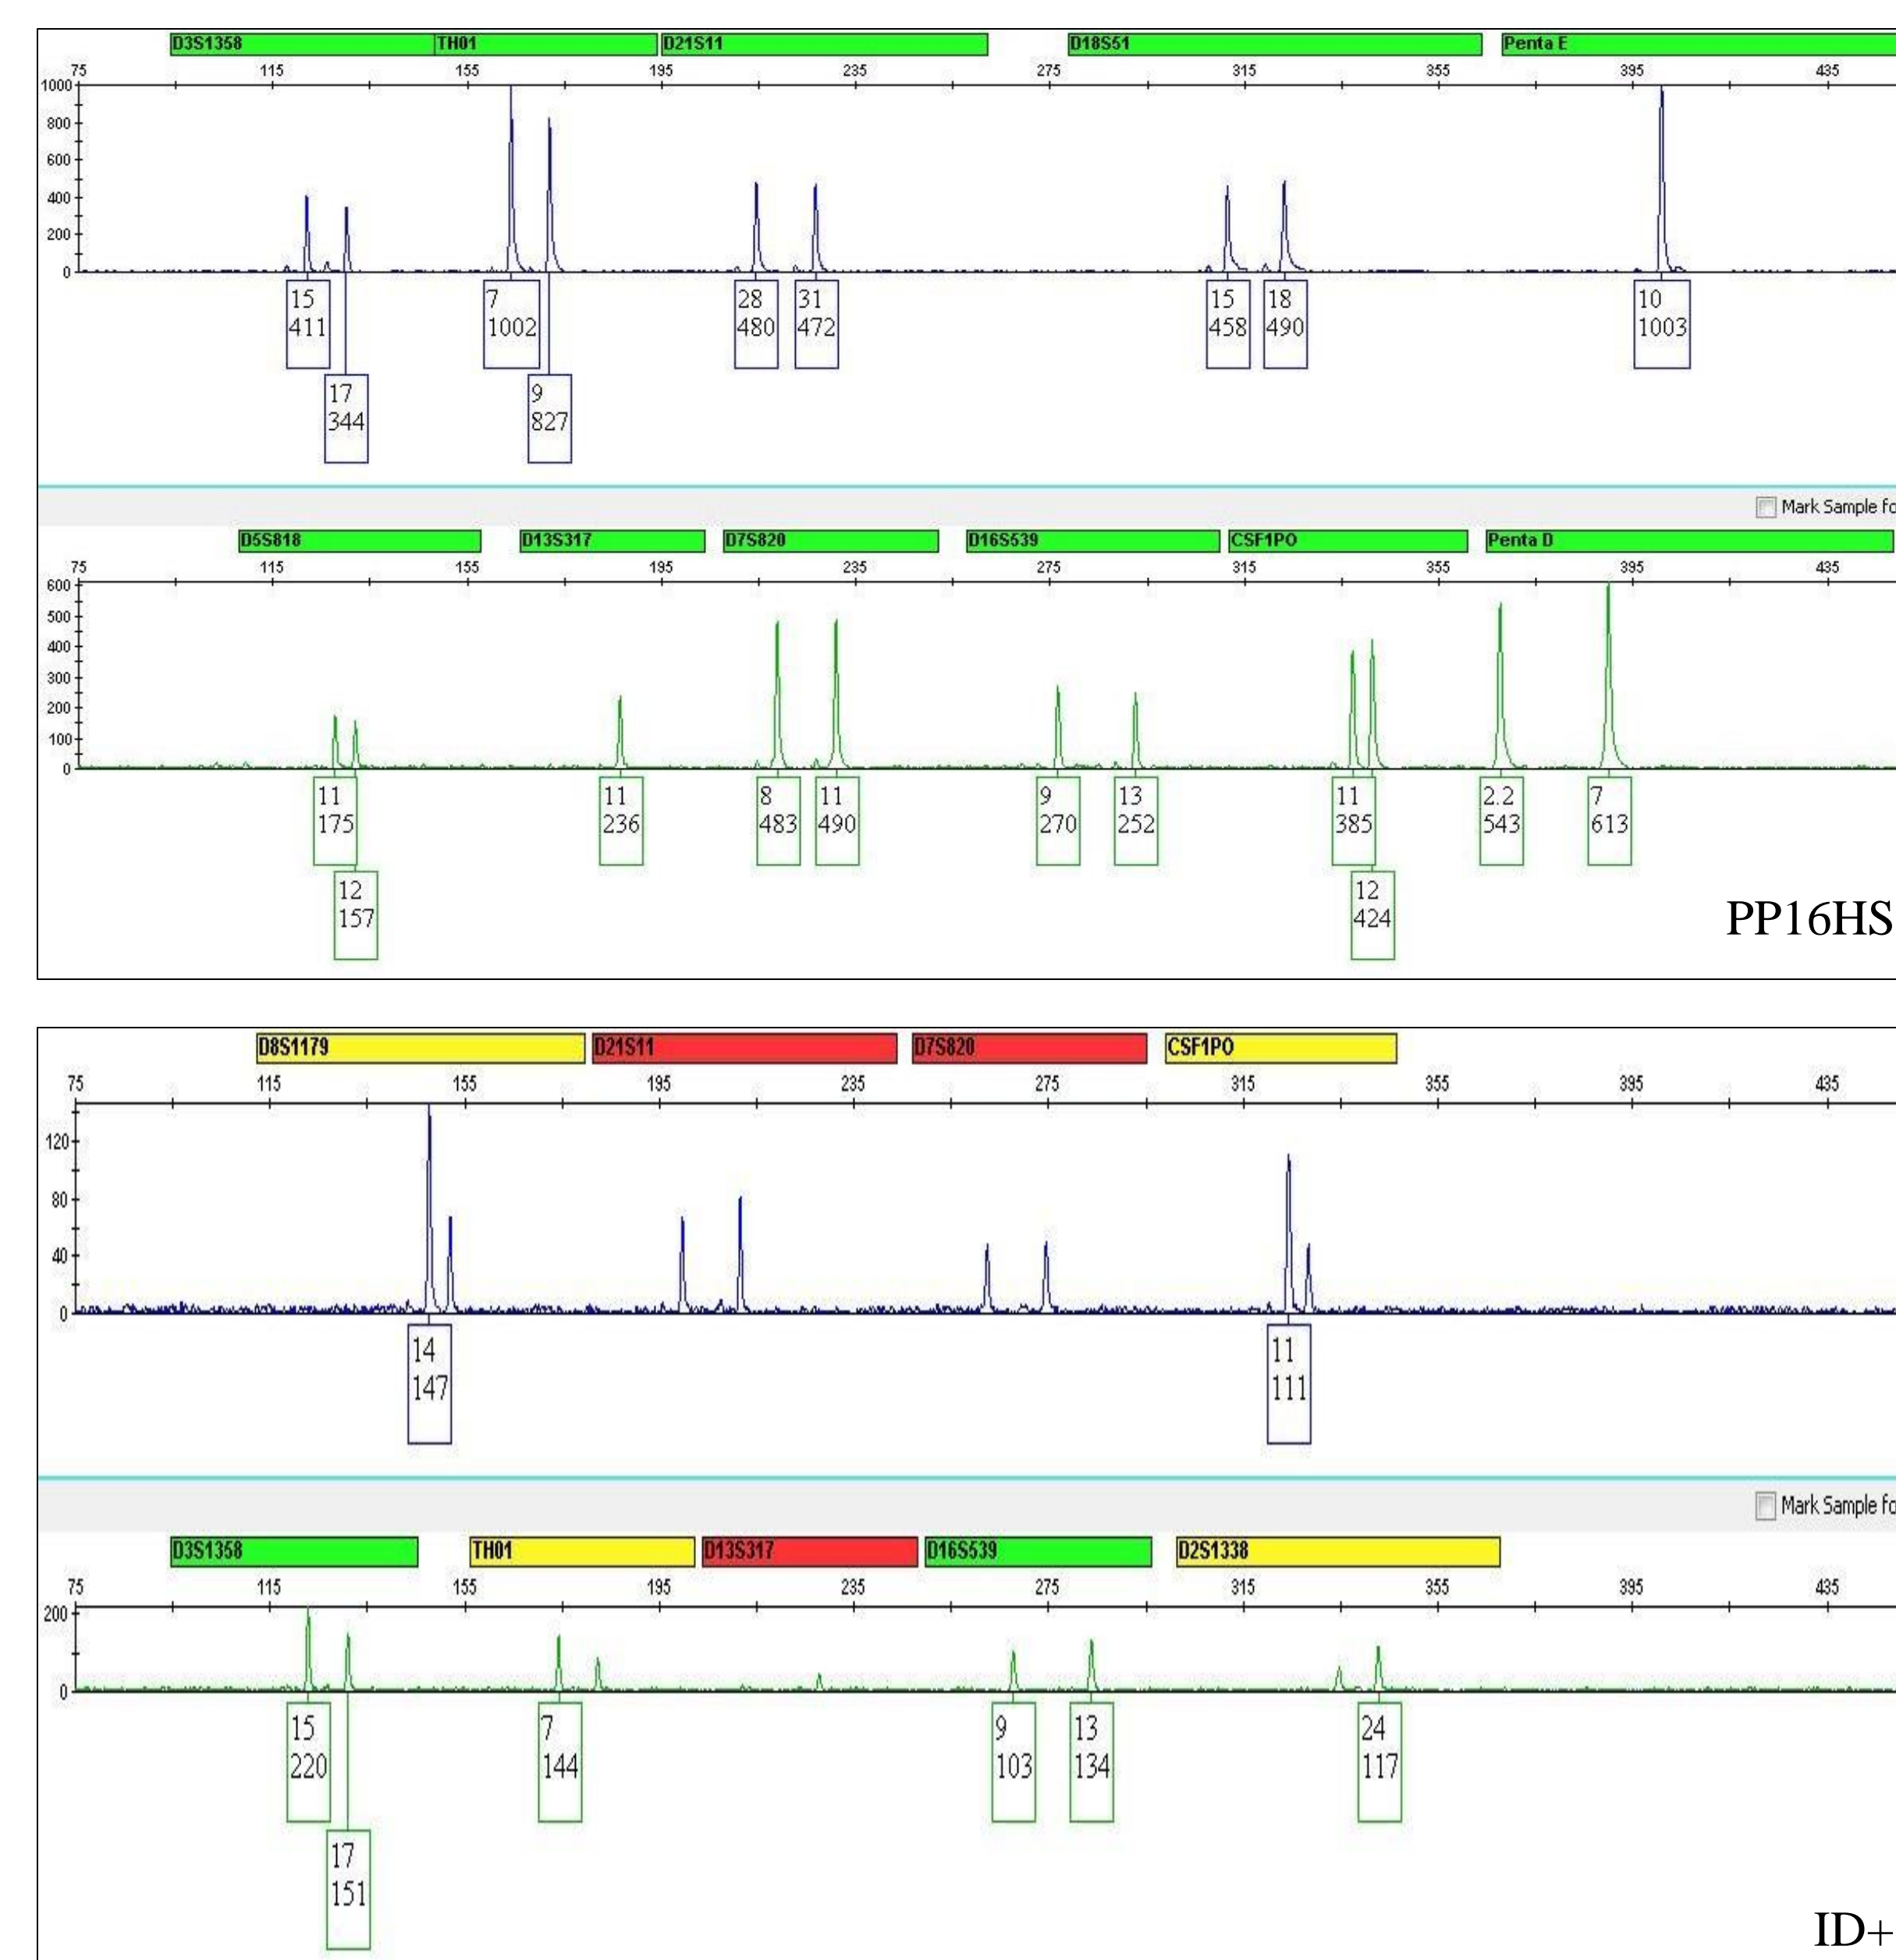 D3S1358 TH01 D21S11 D18S51 Penta E
75 115 155 195 235 275 315 355 395 435
1000
800
600
400
200
0
15 7 28 31 15 18 10
411 1002 480 472 458 490 1003
17 9
344 827
Mark Sample fo
D5S818 D13S317 D7S820 D16S539 CSF1PO Penta D
75 115 155 195 235 275 315 355 395 435
600
500
400
300
200
100
0
11 11 8 11 9 13 11 2.2 7
175 236 483 490 270 252 385 543 613
12 12
157 424
PP16HS
D8S1179 D21S11 D7S820 CSF1PO
75 115 155 195 235 275 315 355 395 435
120
80
40
0
14 11
147 111
Mark Sample fo
D3S1358 TH01 D13S317 D16S539 D2S1338
75 115 155 195 235 275 315 355 395 435
200
0
15 7 9 13 24
220 144 103 134 117
17
151
ID+